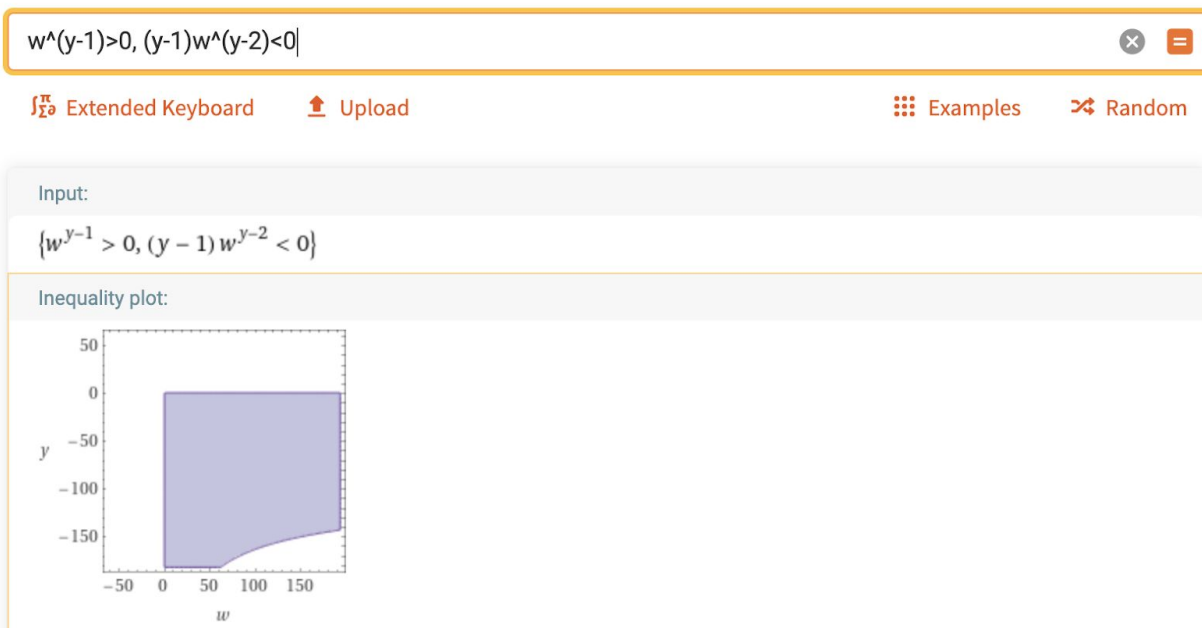 w^(y-1)>0, (y-1)w^(y-2)<0
Extended Keyboard Upload Examples Random
Input:
{w^{y−1} > 0, (y − 1) w^{y−2} < 0}
Inequality plot:
50
0
−50
y
−100
−150
−50 0 50 100 150
w